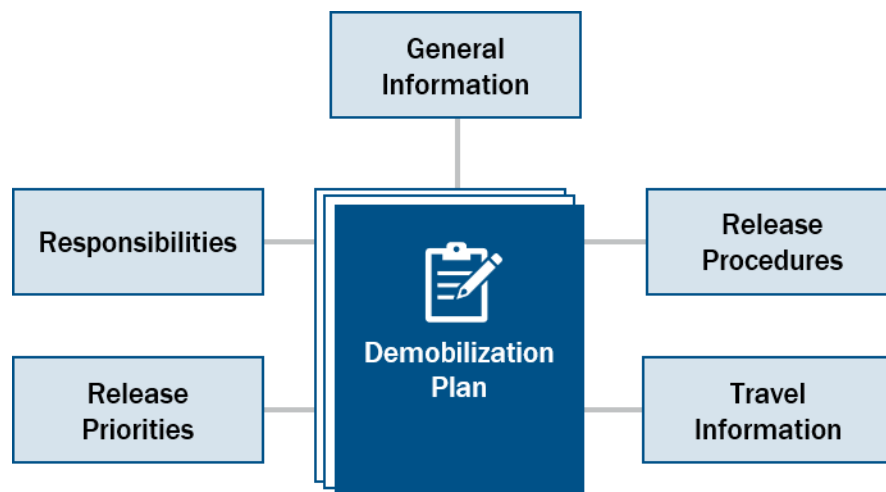 General
Information
Responsibilities
Release
Procedures
Demobilization
Plan
Release
Priorities
Travel
Information